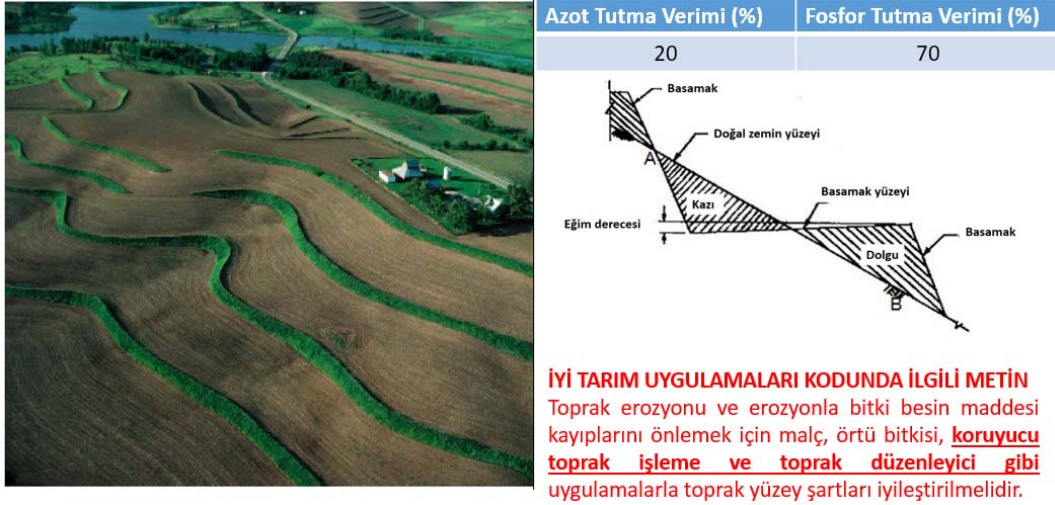 Azot Tutma Verimi (%) Fosfor Tutma Verimi (%)
20 70
Basamak
Doğal zemin yüzeyi
A
Basamak yüzeyi
Kazı
Eğim derecesi
Basamak
Dolgu
B
İYİ TARIM UYGULAMALARI KODUNDA İLGİLİ METİN
Toprak erozyonu ve erozyonla bitki besin maddesi
kayıplarını önlemek için malç, örtü bitkisi, koruyucu
toprak işleme ve toprak düzenleyici gibi
uygulamalarla toprak yüzey şartları iyileştirilmelidir.